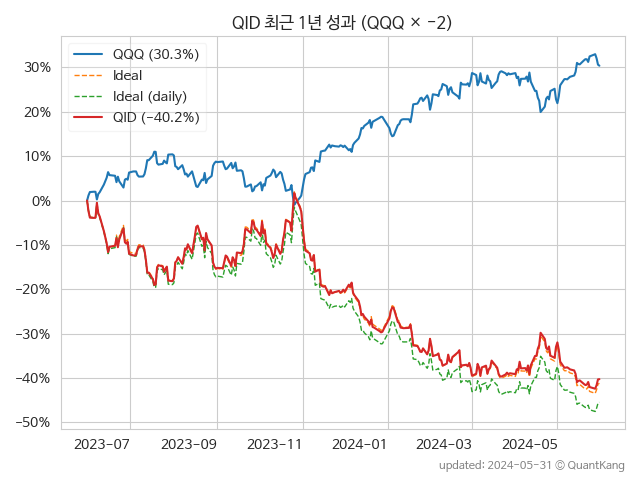 QID 최근 1년 성과 (QQQ × −2)
QQQ (30.3%)
Ideal
Ideal (daily)
QID (−40.2%)
30%
20%
10%
0%
−10%
−20%
−30%
−40%
−50%
2023-07 2023-09 2023-11 2024-01 2024-03 2024-05
updated: 2024-05-31 © QuantKang